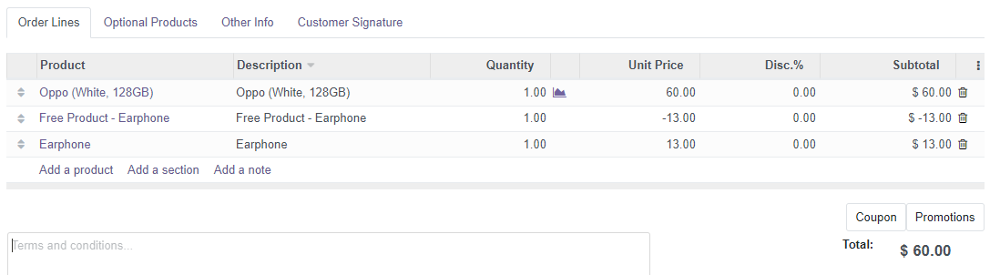 Order Lines Optional Products Other Info Customer Signature
Product Description Quantity Unit Price Disc.% Subtotal
Oppo (White, 128GB) Oppo (White, 128GB) 1.00 60.00 0.00 $ 60.00
Free Product - Earphone Free Product - Earphone 1.00 -13.00 0.00 $ -13.00
Earphone Earphone 1.00 13.00 0.00 $ 13.00
Add a product Add a section Add a note
Coupon Promotions
Terms and conditions... Total: $ 60.00